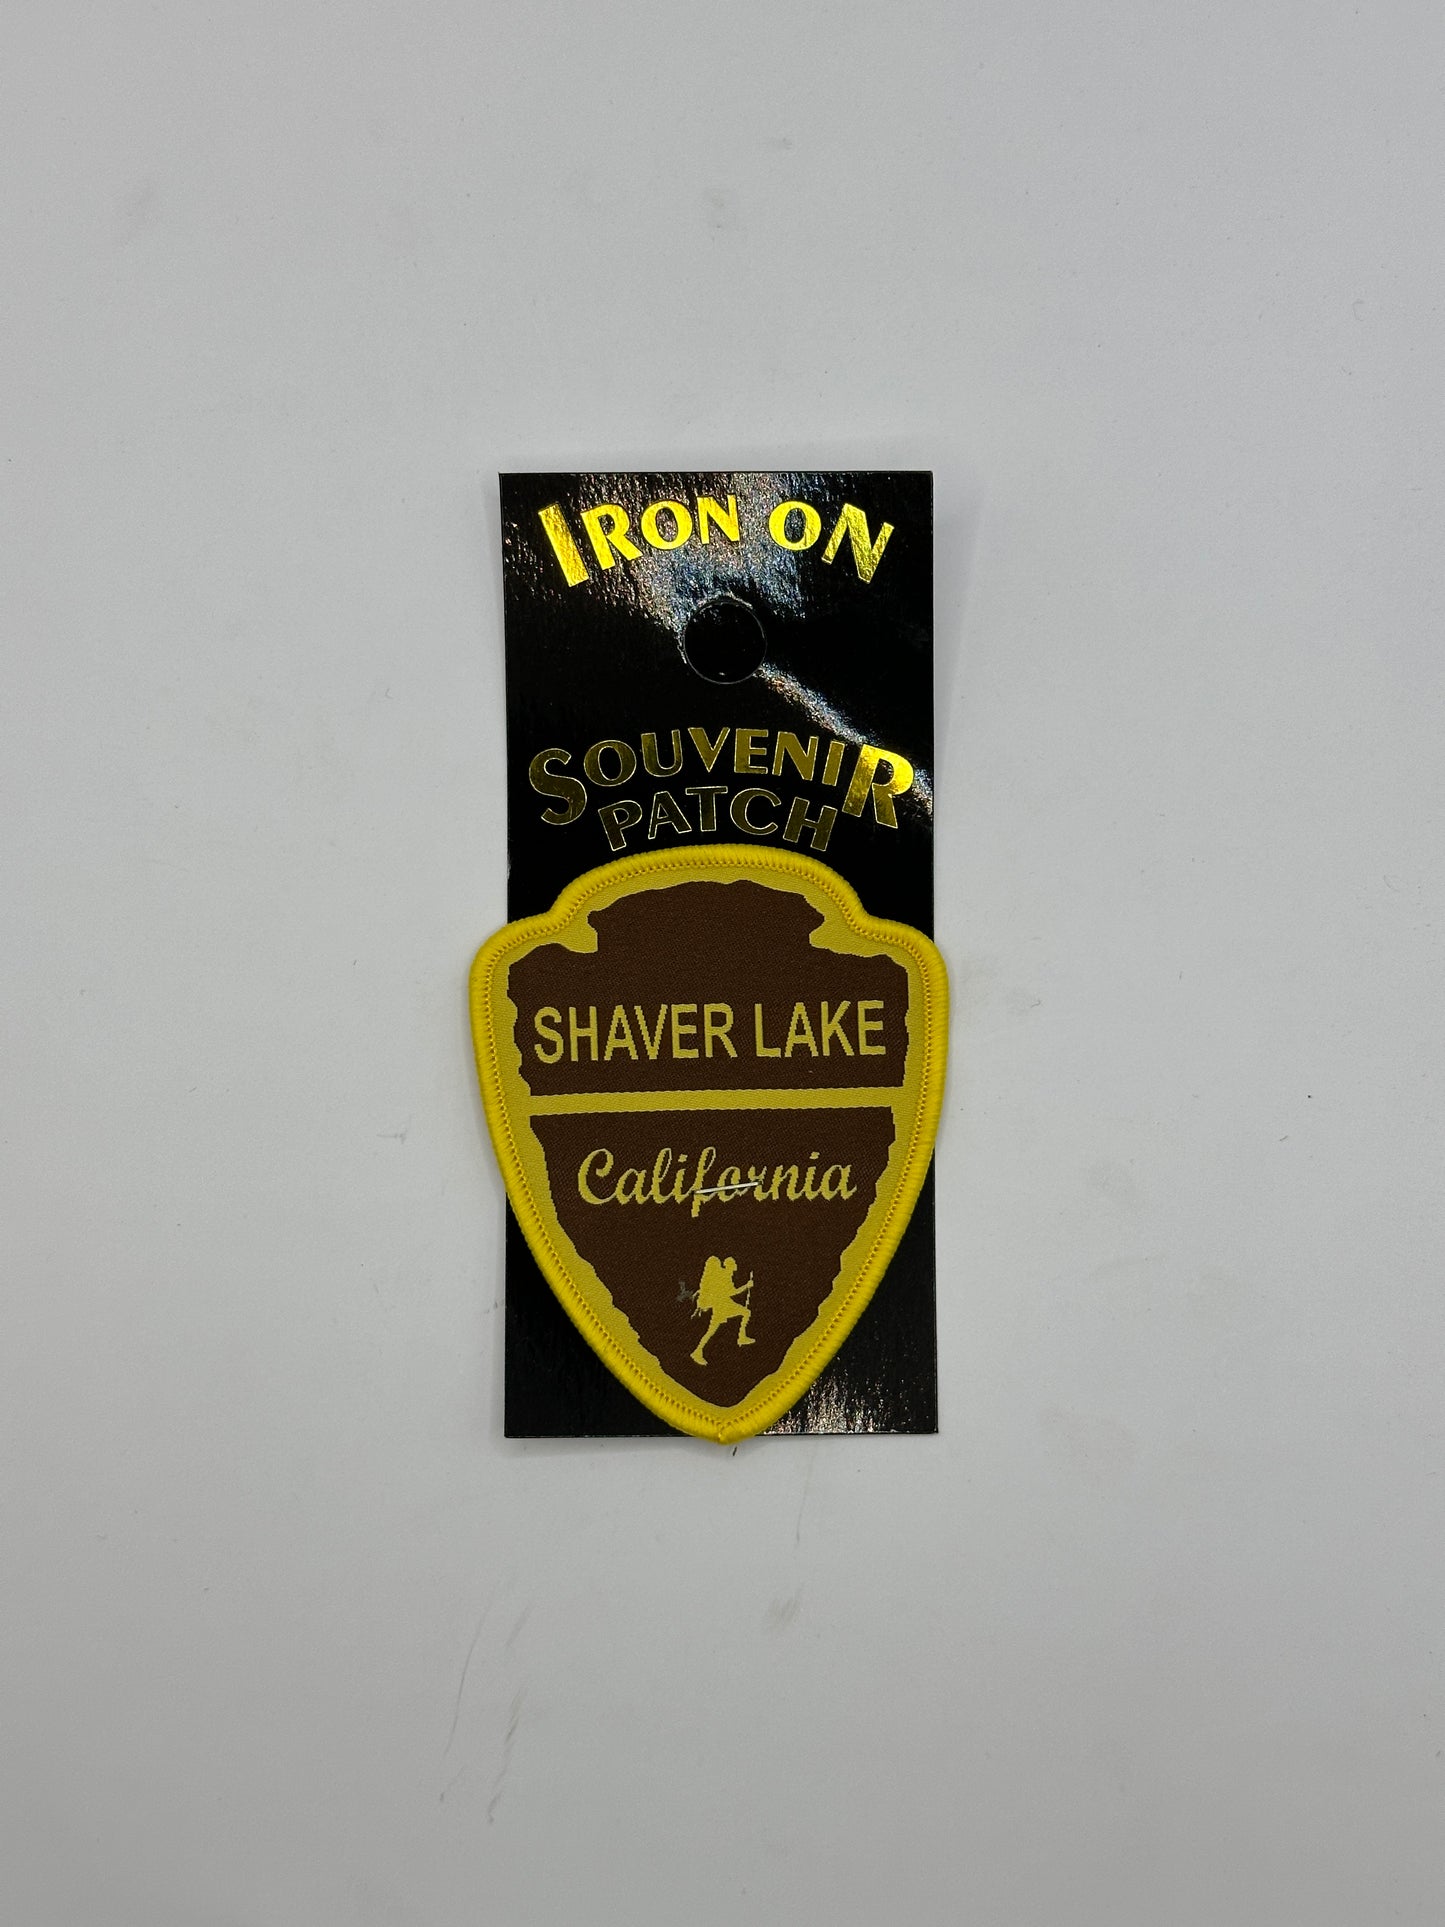 IRON ON
SOUVENIR
PATCH
SHAVER LAKE
California